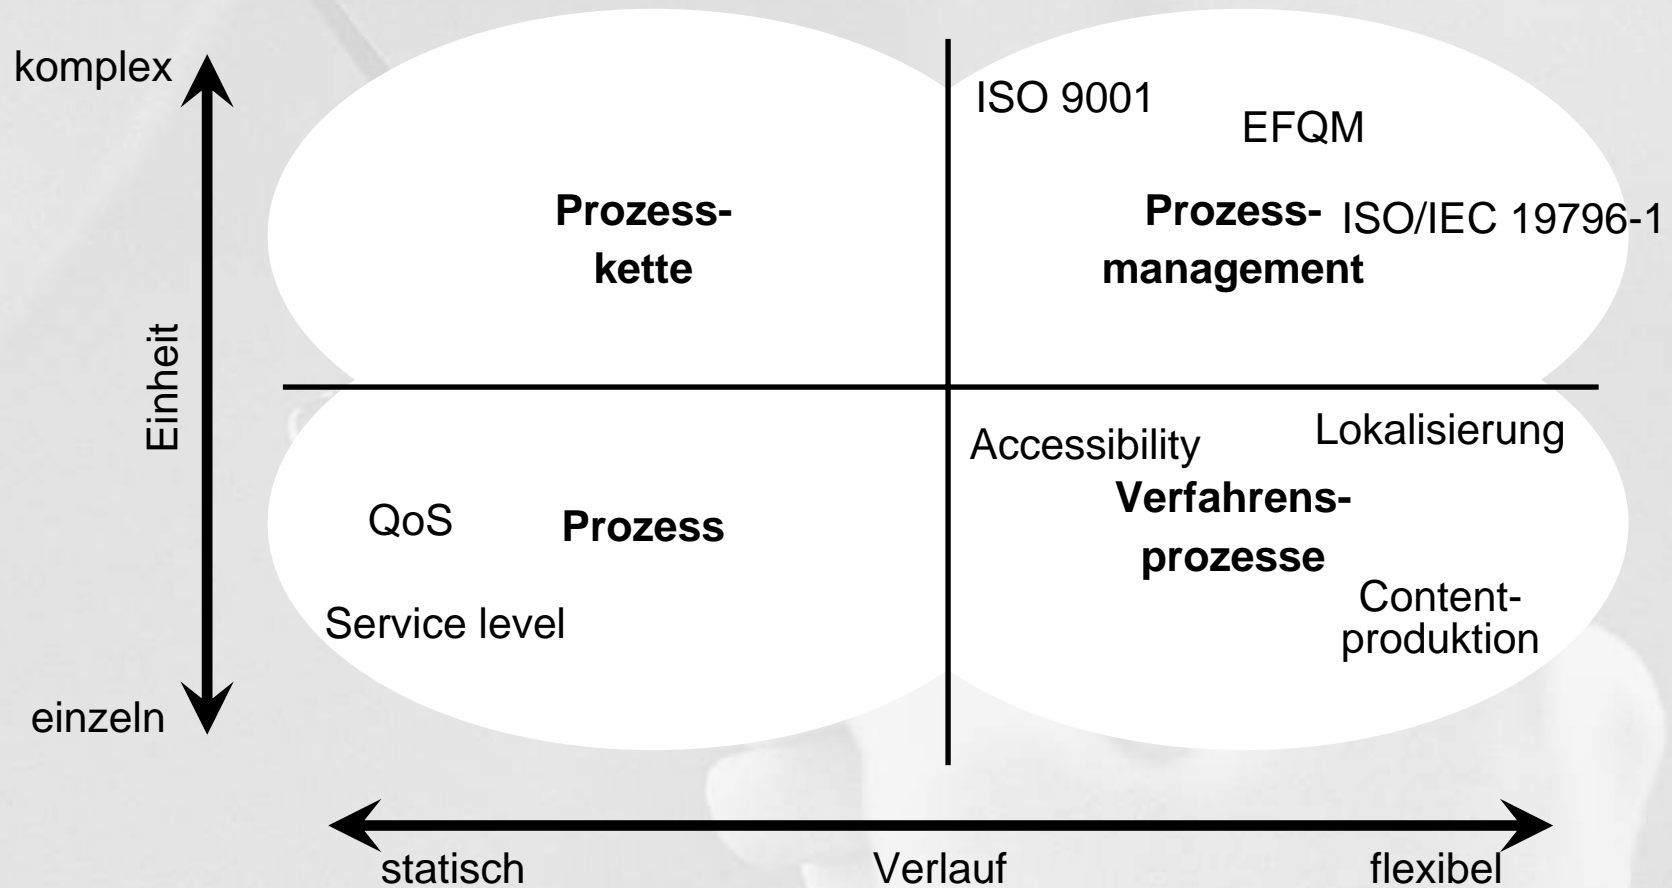 komplex
ISO 9001
EFQM
Prozess-
kette
Prozess-
management
ISO/IEC 19796-1
Einheit
Accessibility
Lokalisierung
QoS
Prozess
Verfahrens-
prozesse
Service level
Content-
produktion
einzeln
statisch
Verlauf
flexibel